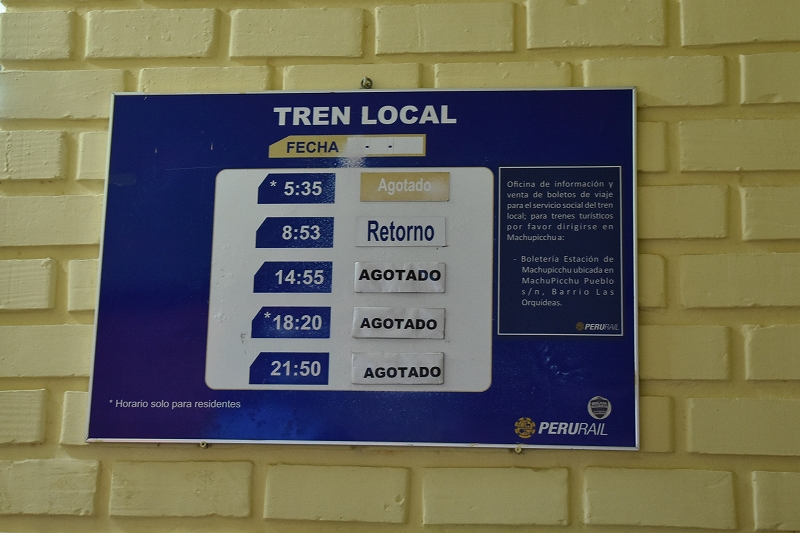 TREN LOCAL
FECHA - -
* 5:35 Agotado
8:53 Retorno
14:55 AGOTADO
*18:20 AGOTADO
21:50 AGOTADO
* Horario solo para residentes
Oficina de información y
venta de boletos de viaje
para el servicio social del tren
local; para trenes turísticos
por favor dirigirse en
Machupicchu a:
- Boletería Estación de
Machupicchu ubicada en
MachuPicchu Pueblo
s/n, Barrio Las
Orquídeas.
PERURAIL
PERURAIL